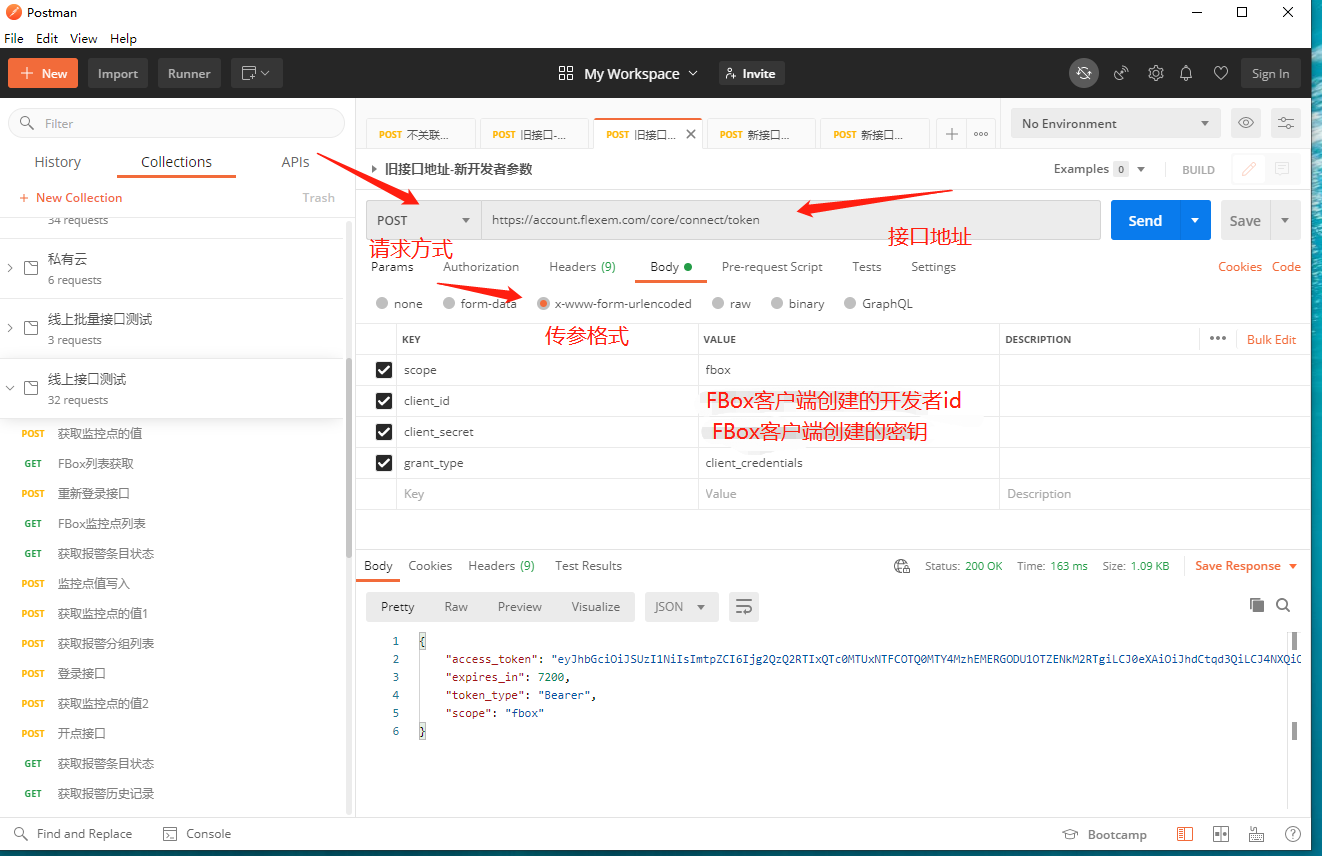 Postman
File Edit View Help
New Import Runner My Workspace Invite Sign In
Filter
History Collections APIs
New Collection Trash
34 requests
私有云
6 requests
线上批量接口测试
3 requests
线上接口测试
32 requests
POST 获取监控点的值
GET FBox列表获取
POST 重新登录接口
GET FBox监控点列表
GET 获取报警条目状态
POST 监控点值写入
POST 获取监控点的值1
POST 获取报警分组列表
POST 登录接口
POST 获取监控点的值2
POST 开点接口
GET 获取报警条目状态
GET 获取报警历史记录
POST 不关联... POST 旧接口-... POST 旧接口... POST 新接口... POST 新接口... No Environment
旧接口地址-新开发者参数 Examples 0 BUILD
POST https://account.flexem.com/core/connect/token Send Save
请求方式 接口地址
Params Authorization Headers (9) Body Pre-request Script Tests Settings Cookies Code
none form-data x-www-form-urlencoded raw binary GraphQL
传参格式
KEY VALUE DESCRIPTION Bulk Edit
scope fbox
client_id FBox客户端创建的开发者id
client_secret FBox客户端创建的密钥
grant_type client_credentials
Key Value Description
Body Cookies Headers (9) Test Results Status: 200 OK Time: 163 ms Size: 1.09 KB Save Response
Pretty Raw Preview Visualize JSON
1 {
2 "access_token": "eyJhbGciOiJSUzI1NiIsImtpZCI6Ijg2QzQ2RTIxQTc0MTUxNTFCOTQ0MTY4MzhEMERGODU1OTZENkM2RTgiLCJ0eXAiOiJhdCtqd3QiLCJ4NXQiO
3 "expires_in": 7200,
4 "token_type": "Bearer",
5 "scope": "fbox"
6 }
Find and Replace Console Bootcamp